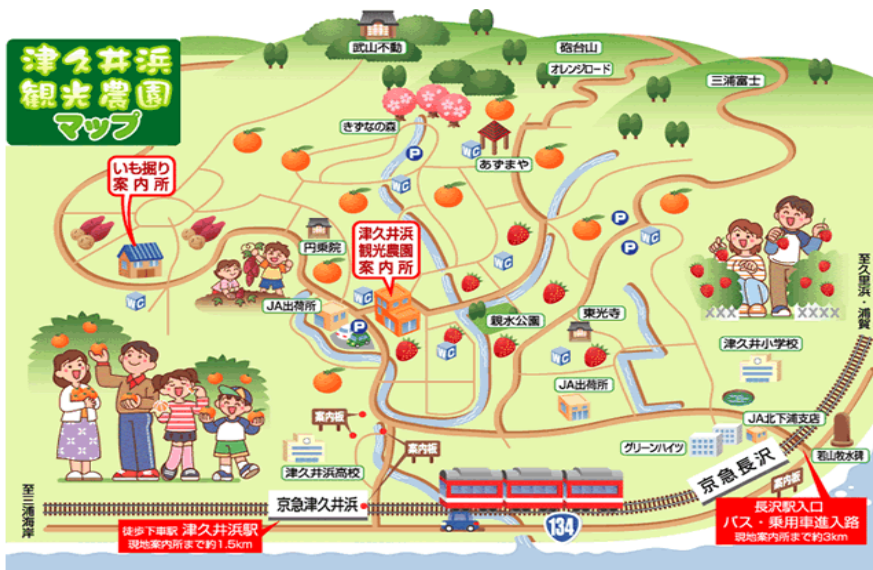 津久井浜
観光農園
マップ
武山不動
砲台山
オレンジロード
三浦富士
きずなの森
P
WC
あずまや
WC
いも掘り
案内所
円乗院
津久井浜
観光農園
案内所
P
P
WC
WC
WC
JA出荷所
WC
P
親水公園
東光寺
WC
WC
JA出荷所
至久里浜・浦賀
津久井小学校
案内板
案内板
津久井浜高校
グリーンハイツ
JA北下浦支店
若山牧水碑
案内板
至三浦海岸
京急津久井浜
京急長沢
134
徒歩下車駅 津久井浜駅
現地案内所まで約1.5km
長沢駅入口
バス・乗用車進入路
現地案内所まで約3km